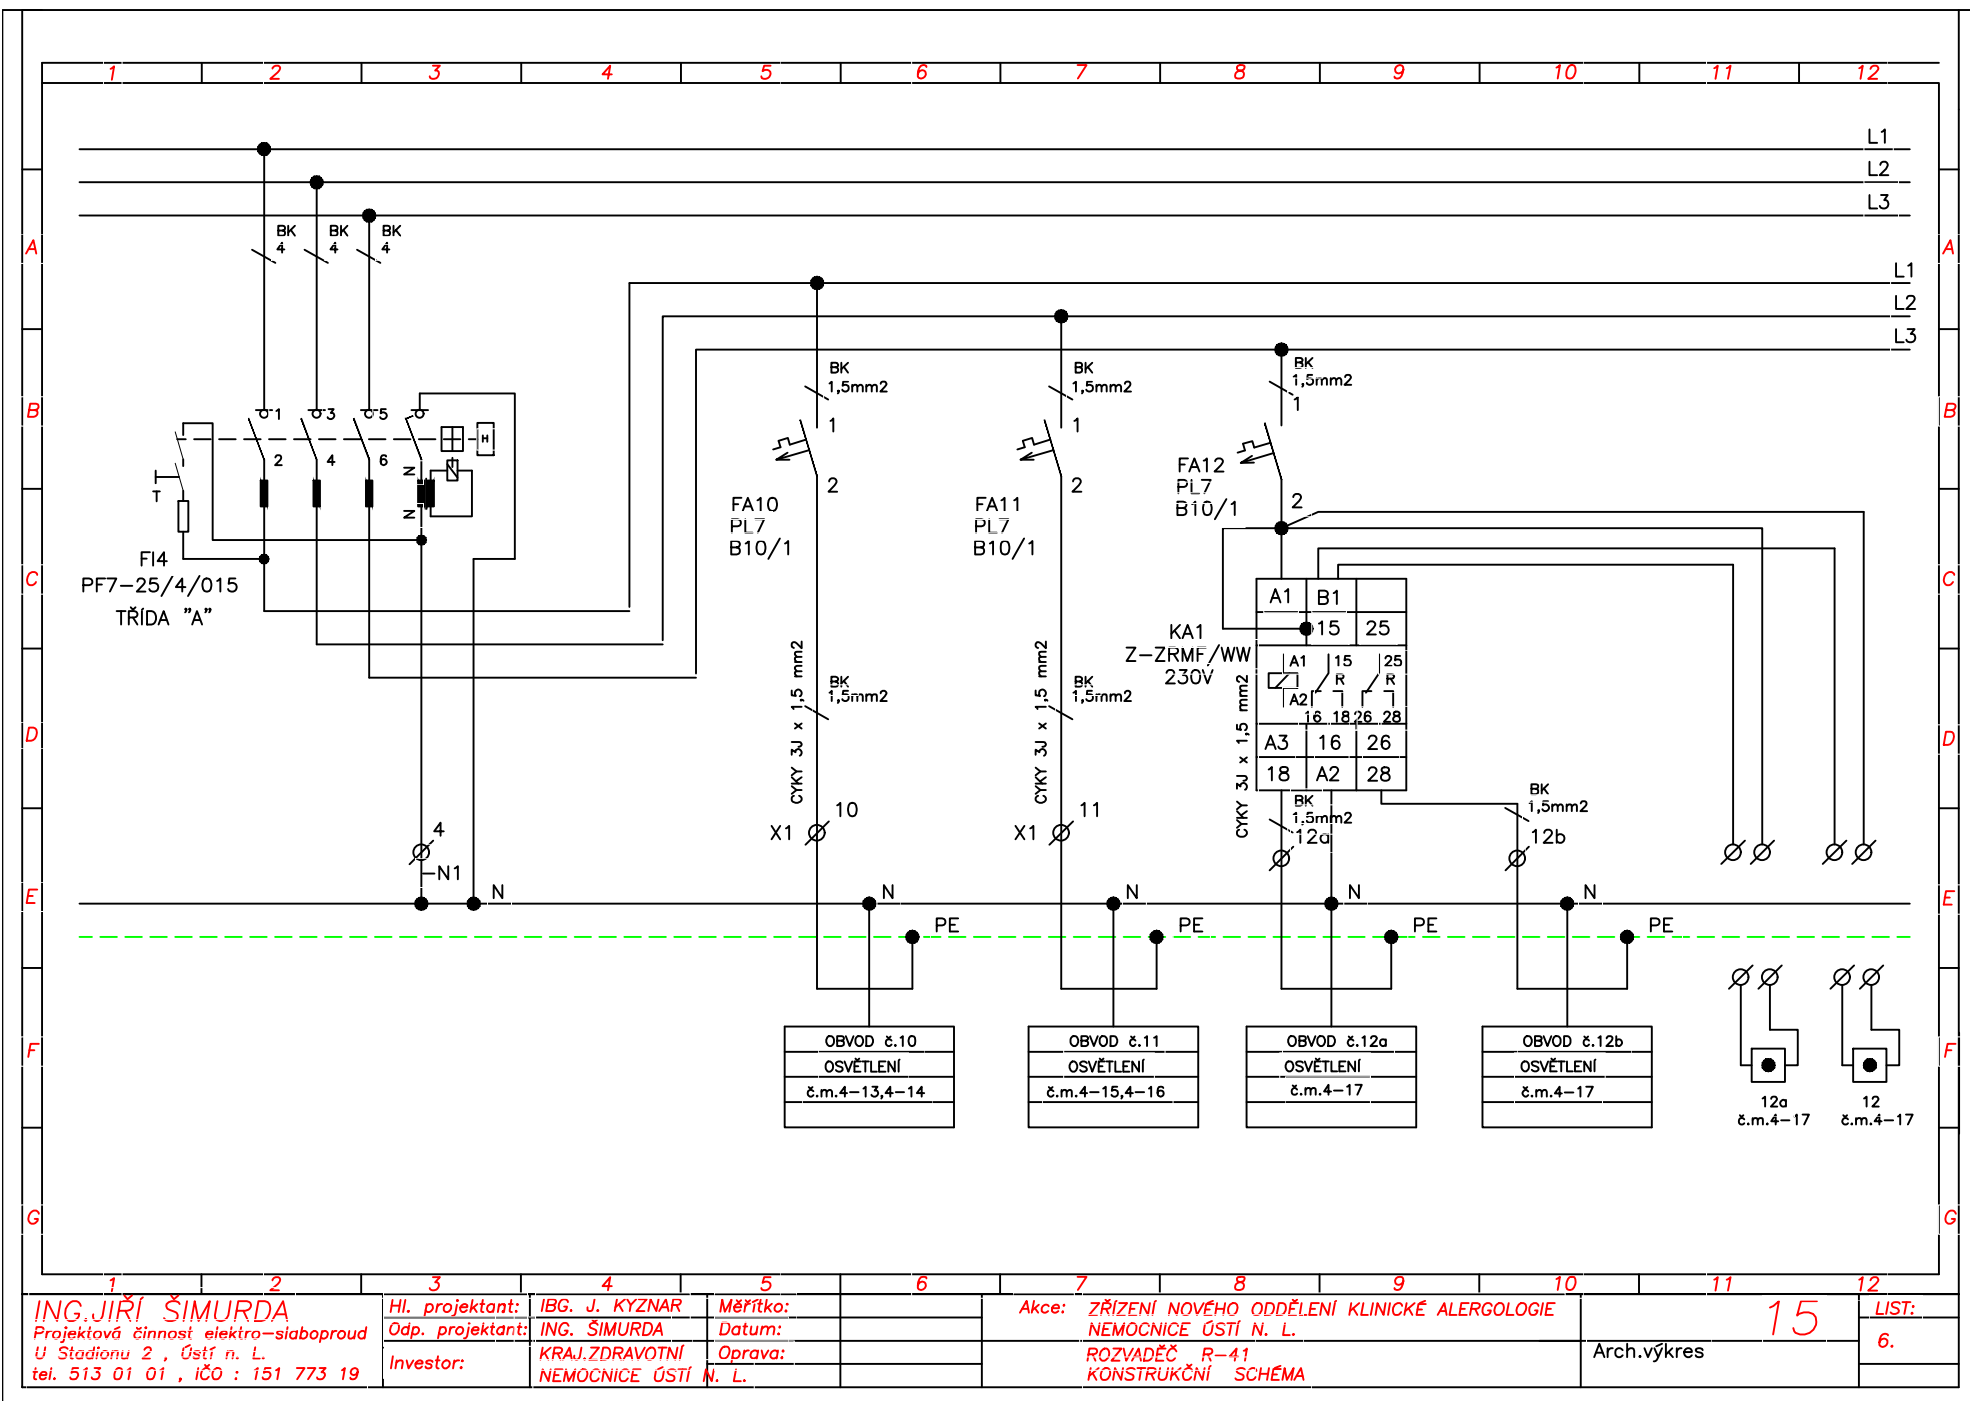 1 2 3 4 5 6 7 8 9 10 11 12
L1
L2
L3
A A
BK 4 BK 4 BK 4
L1
L2
L3
BK 1,5mm2 BK 1,5mm2 BK 1,5mm2
B B
1 3 5
H
2 4 6
N
T
N
1 1 1
2 2 2
FA10
PL7
B10/1
FA11
PL7
B10/1
FA12
PL7
B10/1
FI4
PF7-25/4/015
TŘÍDA "A"
C C
A1 B1
15 25
KA1
Z-ZRMF/WW
230V
A1 15 25
R R
A2
16 18 26 28
A3 16 26
18 A2 28
CYKY 3J x 1,5 mm2
BK 1,5mm2
CYKY 3J x 1,5 mm2
BK 1,5mm2
CYKY 3J x 1,5 mm2
BK 1,5mm2
BK 1,5mm2
D D
4
-N1
X1 10
X1 11
12a
12b
E E
N N N N N
PE PE PE PE
OBVOD č.10
OSVĚTLENÍ
č.m.4-13,4-14
OBVOD č.11
OSVĚTLENÍ
č.m.4-15,4-16
OBVOD č.12a
OSVĚTLENÍ
č.m.4-17
OBVOD č.12b
OSVĚTLENÍ
č.m.4-17
12a
č.m.4-17
12
č.m.4-17
F F
G G
1 2 3 4 5 6 7 8 9 10 11 12
ING.JIŘÍ ŠIMURDA
Projektová činnost elektro-slaboproud
U Stadionu 2 , Ústí n. L.
tel. 513 01 01 , IČO : 151 773 19
Hl. projektant: IBG. J. KYZNAR
Odp. projektant: ING. ŠIMURDA
Investor: KRAJ.ZDRAVOTNÍ
NEMOCNICE ÚSTÍ N. L.
Měřítko:
Datum:
Oprava:
Akce: ZŘÍZENÍ NOVÉHO ODDĚLENÍ KLINICKÉ ALERGOLOGIE
NEMOCNICE ÚSTÍ N. L.
ROZVADĚČ R-41
KONSTRUKČNÍ SCHÉMA
15
Arch.výkres
LIST:
6.